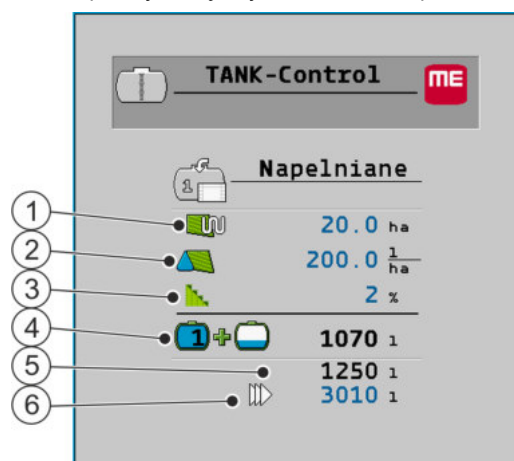 TANK-Control
ME
1
Napelniane
1 20.0 ha
2 200.0 l/ha
3 2 %
4 1 + 1070 l
5 1250 l
6 3010 l